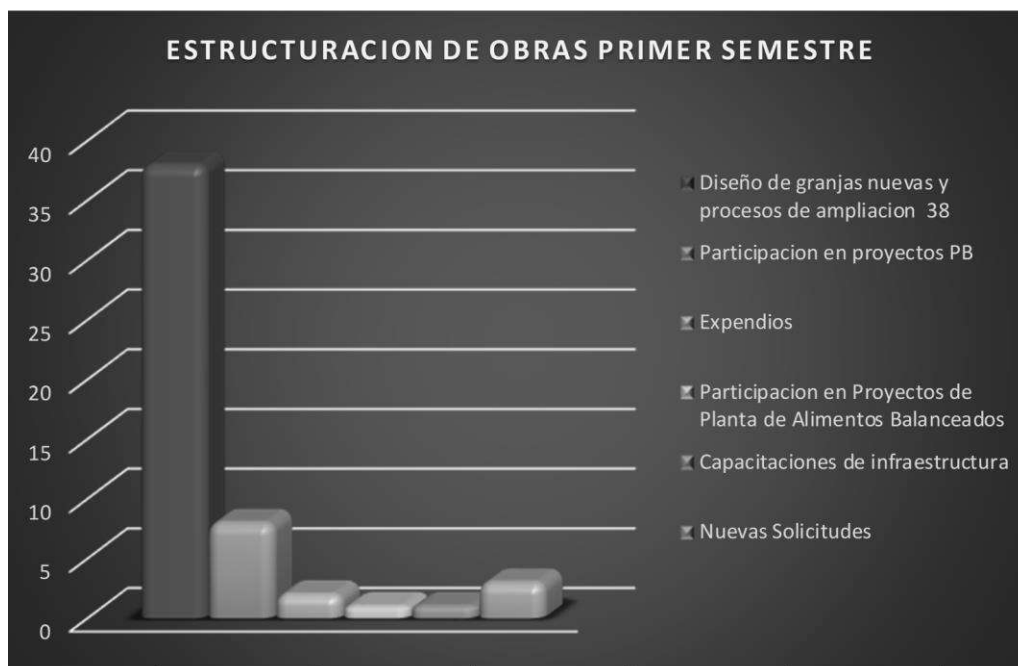 ESTRUCTURACION DE OBRAS PRIMER SEMESTRE
40
35
30
25
20
15
10
5
0
Diseño de granjas nuevas y
procesos de ampliacion 38
Participacion en proyectos PB
Expendios
Participacion en Proyectos de
Planta de Alimentos Balanceados
Capacitaciones de infraestructura
Nuevas Solicitudes